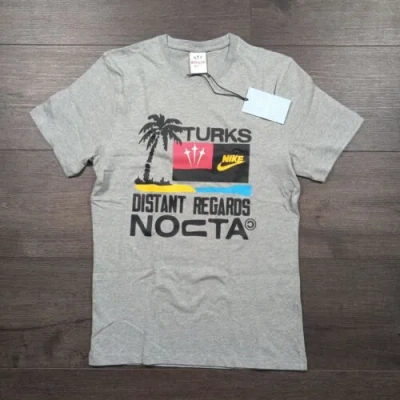 TURKS
NIKE
DISTANT REGARDS
NOCTA©